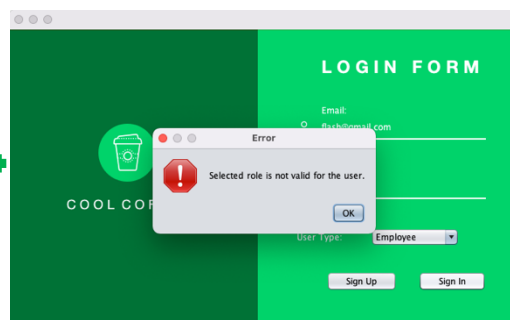 LOGIN FORM
Email:
flash@gmail.com
Error
Selected role is not valid for the user.
OK
COOL CO
User Type: Employee
Sign Up Sign In